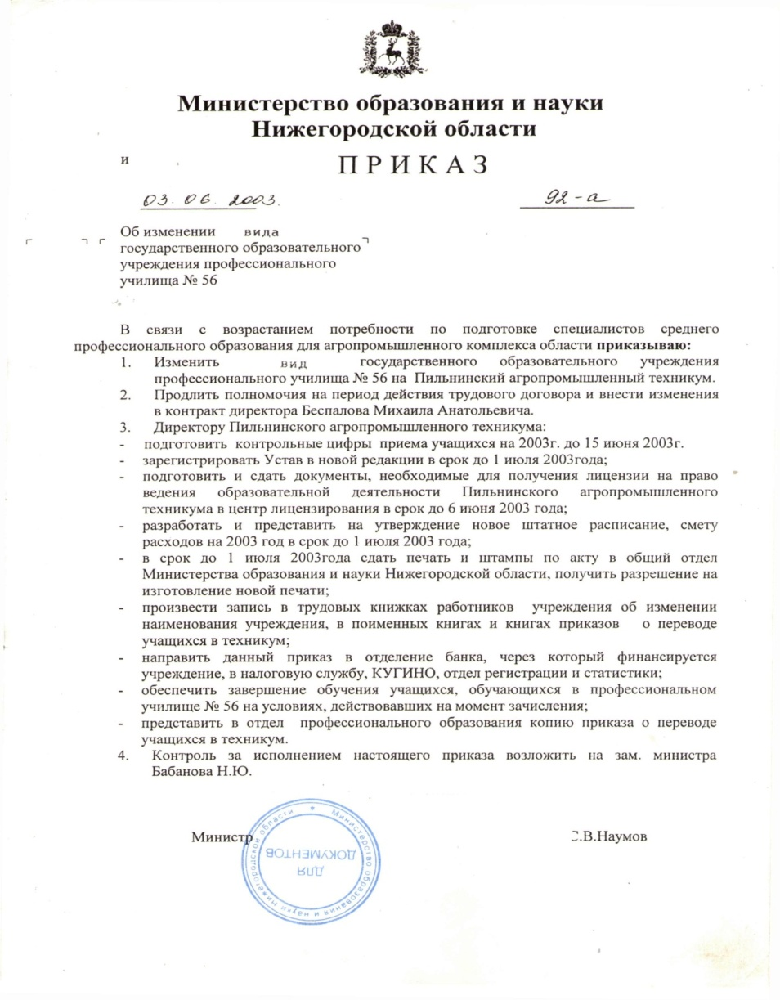 Министерство образования и науки
Нижегородской области
и
ПРИКАЗ
03. 06. 2003.
92-а
Об изменении вида
государственного образовательного
учреждения профессионального
училища № 56
В связи с возрастанием потребности по подготовке специалистов среднего
профессионального образования для агропромышленного комплекса области приказываю:
1. Изменить вид государственного образовательного учреждения
профессионального училища № 56 на Пильнинский агропромышленный техникум.
2. Продлить полномочия на период действия трудового договора и внести изменения
в контракт директора Беспалова Михаила Анатольевича.
3. Директору Пильнинского агропромышленного техникума:
- подготовить контрольные цифры приема учащихся на 2003г. до 15 июня 2003г.
- зарегистрировать Устав в новой редакции в срок до 1 июля 2003года;
- подготовить и сдать документы, необходимые для получения лицензии на право
ведения образовательной деятельности Пильнинского агропромышленного
техникума в центр лицензирования в срок до 6 июня 2003 года;
- разработать и представить на утверждение новое штатное расписание, смету
расходов на 2003 год в срок до 1 июля 2003 года;
- в срок до 1 июля 2003года сдать печать и штампы по акту в общий отдел
Министерства образования и науки Нижегородской области, получить разрешение на
изготовление новой печати;
- произвести запись в трудовых книжках работников учреждения об изменении
наименования учреждения, в поименных книгах и книгах приказов о переводе
учащихся в техникум;
- направить данный приказ в отделение банка, через который финансируется
учреждение, в налоговую службу, КУГИНО, отдел регистрации и статистики;
- обеспечить завершение обучения учащихся, обучающихся в профессиональном
училище № 56 на условиях, действовавших на момент зачисления;
- представить в отдел профессионального образования копию приказа о переводе
учащихся в техникум.
4. Контроль за исполнением настоящего приказа возложить на зам. министра
Бабанова Н.Ю.
Министр
С.В.Наумов
Министерство образования и науки Нижегородской области
ДЛЯ
ДОКУМЕНТОВ